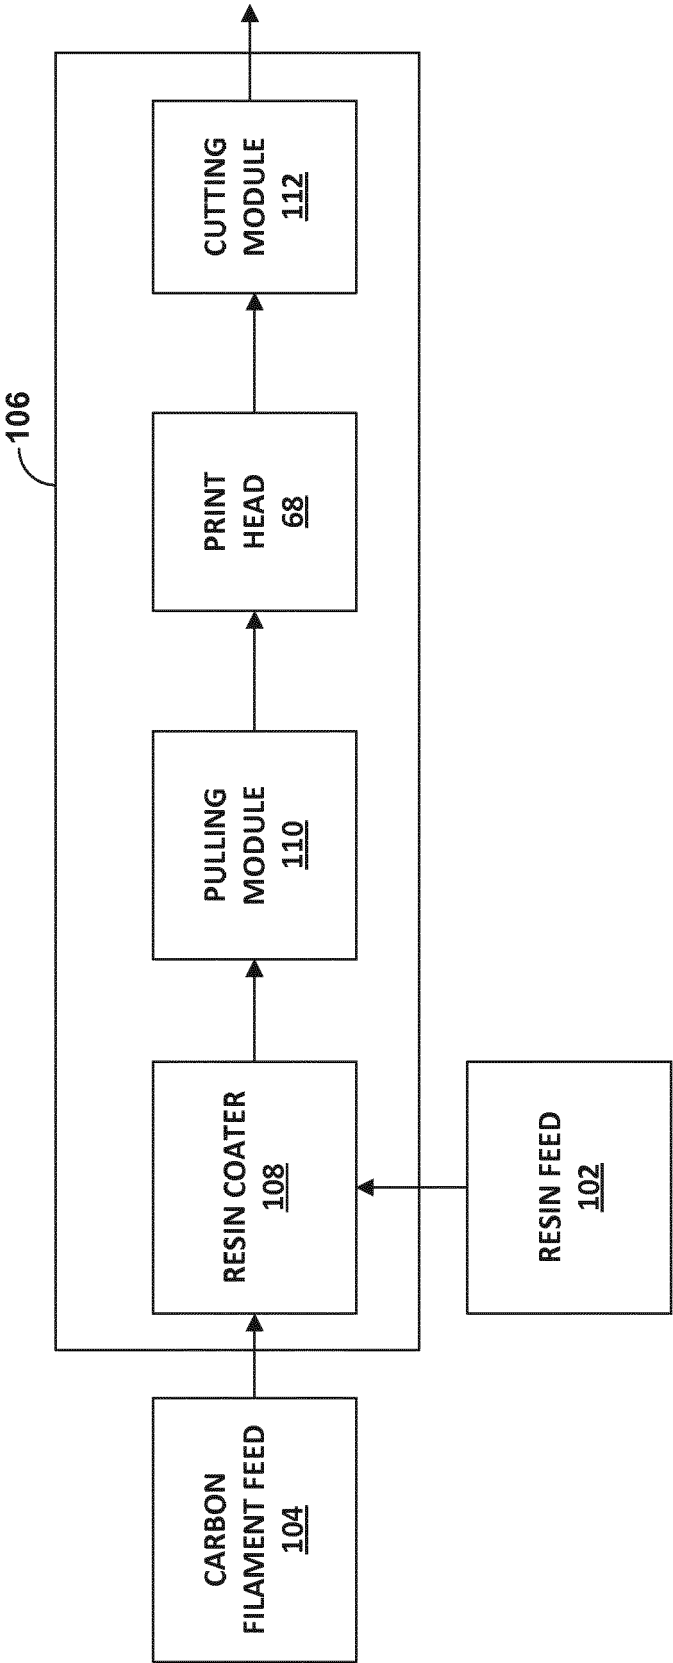 106
CARBON
FILAMENT FEED
104
RESIN COATER
108
PULLING
MODULE
110
PRINT
HEAD
68
CUTTING
MODULE
112
RESIN FEED
102